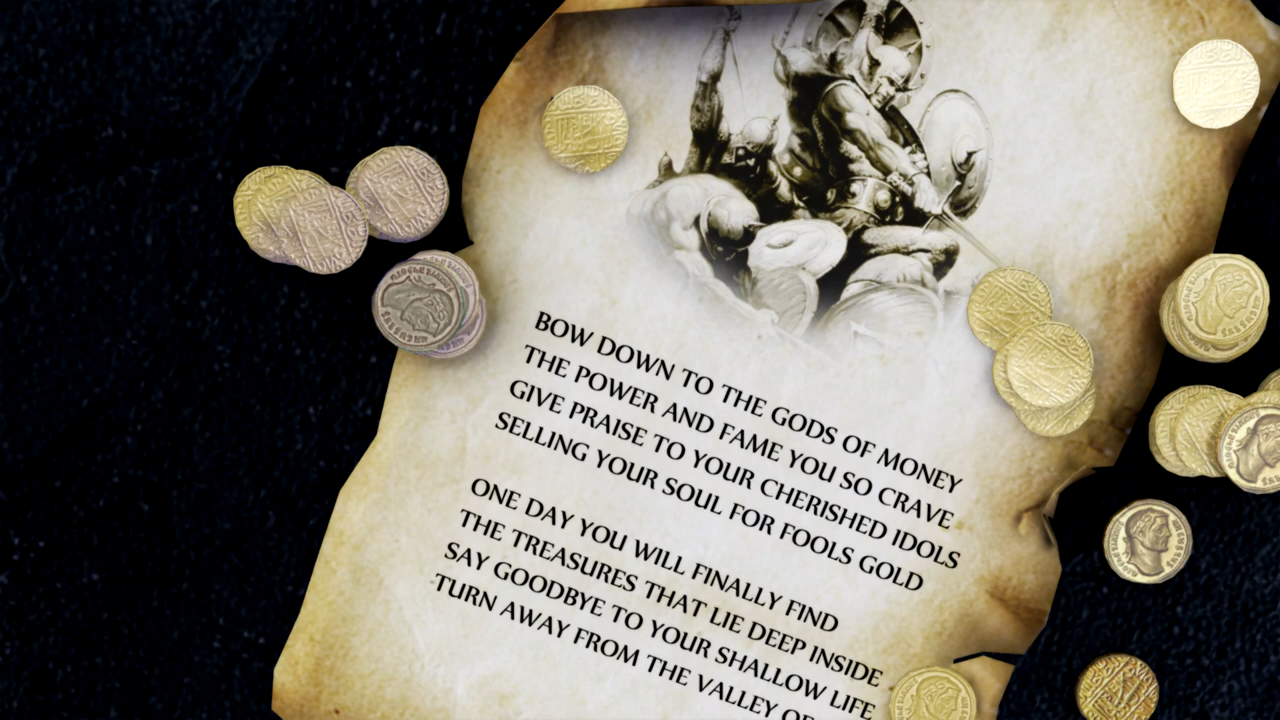 BOW DOWN TO THE GODS OF MONEY
THE POWER AND FAME YOU SO CRAVE
GIVE PRAISE TO YOUR CHERISHED IDOLS
SELLING YOUR SOUL FOR FOOLS GOLD
ONE DAY YOU WILL FINALLY FIND
THE TREASURES THAT LIE DEEP INSIDE
SAY GOODBYE TO YOUR SHALLOW LIFE
TURN AWAY FROM THE VALLEY OF